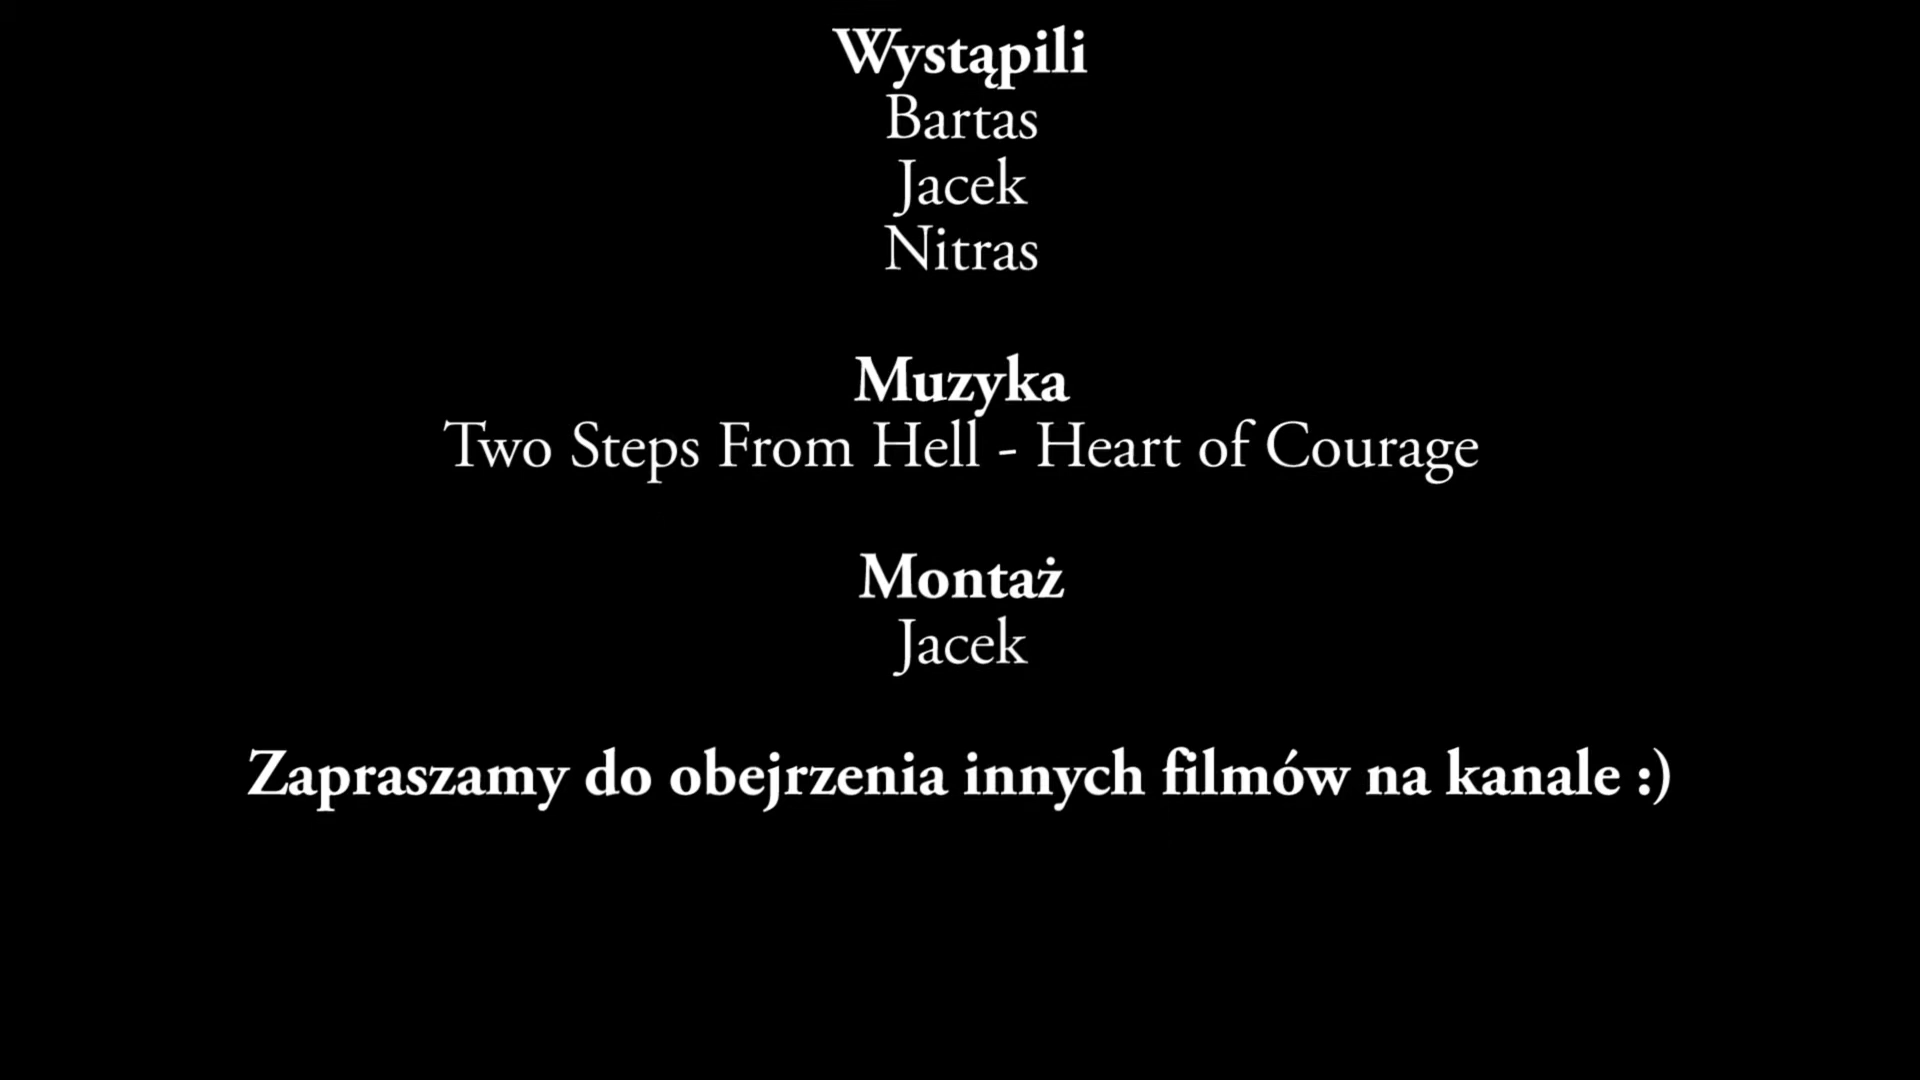 Wystąpili
Bartas
Jacek
Nitras
Muzyka
Two Steps From Hell - Heart of Courage
Montaż
Jacek
Zapraszamy do obejrzenia innych filmów na kanale :)